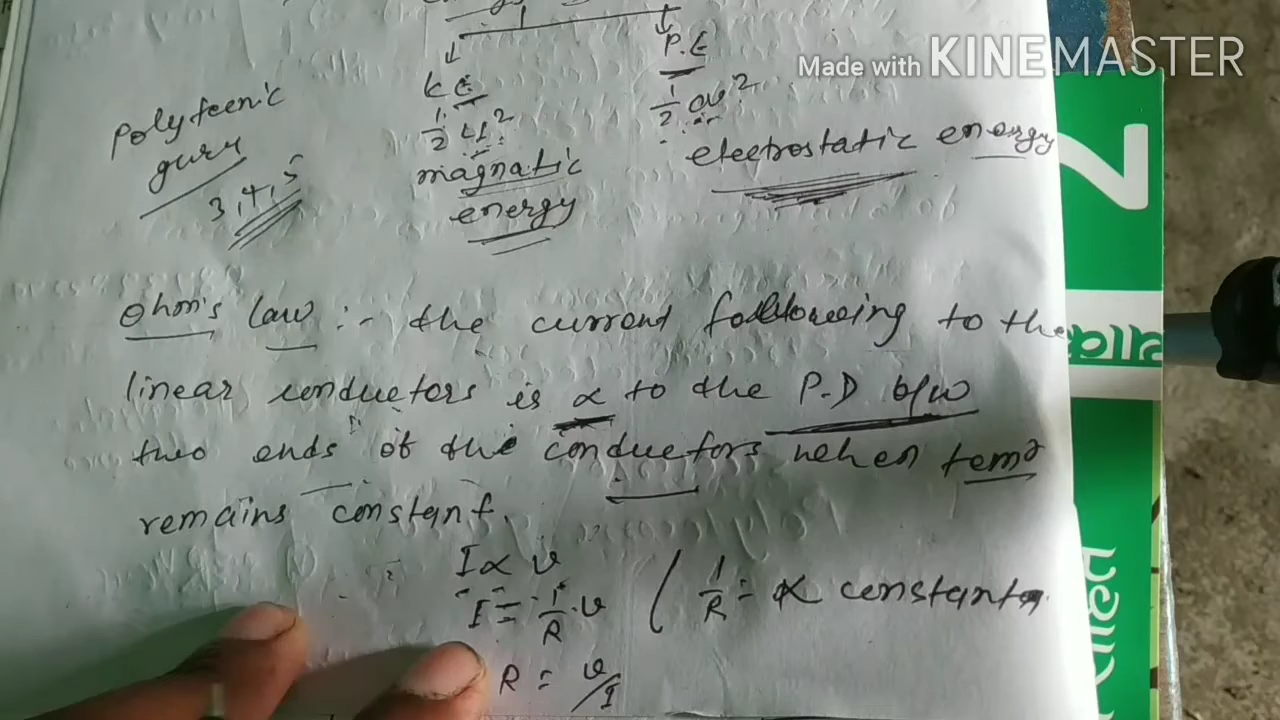 Made with KINEMASTER
P.E
K E
1/2 LI²
1/2 CV²
magnatic
energy
electrostatic energy
Polyteenic
guru
3,4,5
Ohm's Law :- the current following to the
linear conductors is ∝ to the P.D b/w
two ends of the conductors when temp
remains constant.
I ∝ V
I = 1/R . V ( 1/R = K constant
R = V/I
2
साहित